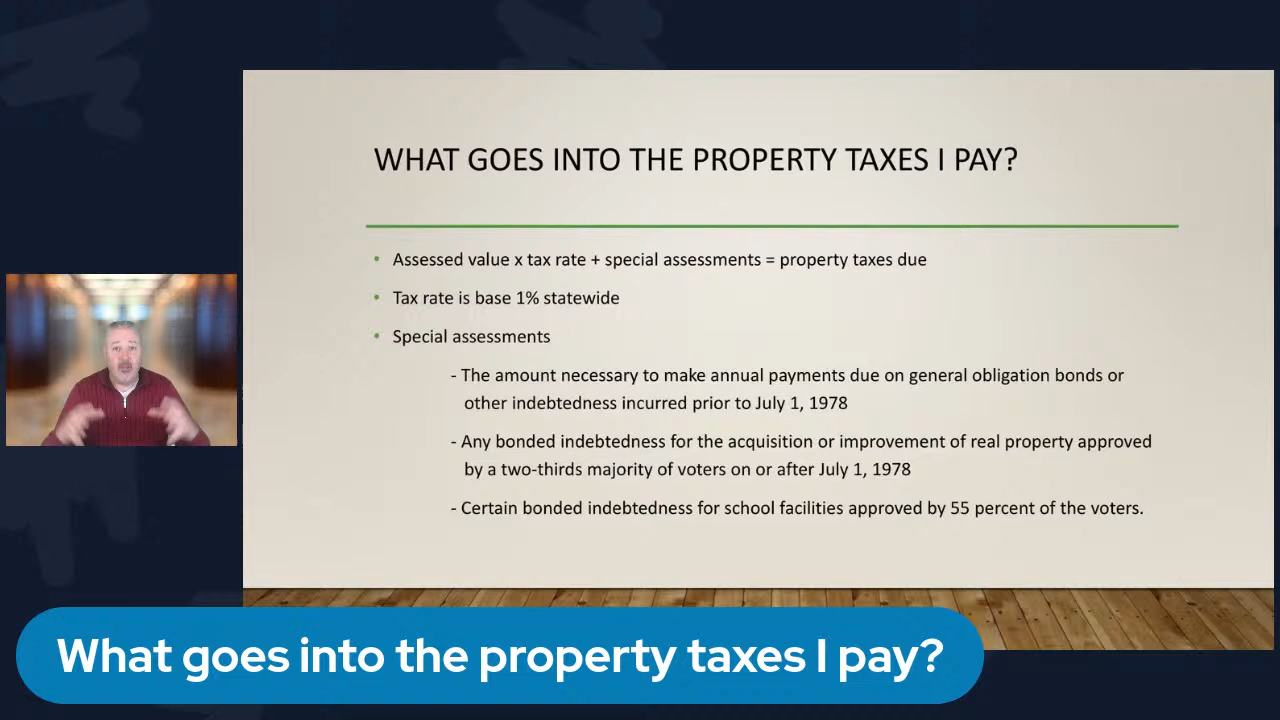 WHAT GOES INTO THE PROPERTY TAXES I PAY?
• Assessed value x tax rate + special assessments = property taxes due
• Tax rate is base 1% statewide
• Special assessments
- The amount necessary to make annual payments due on general obligation bonds or
other indebtedness incurred prior to July 1, 1978
- Any bonded indebtedness for the acquisition or improvement of real property approved
by a two-thirds majority of voters on or after July 1, 1978
- Certain bonded indebtedness for school facilities approved by 55 percent of the voters.
What goes into the property taxes I pay?